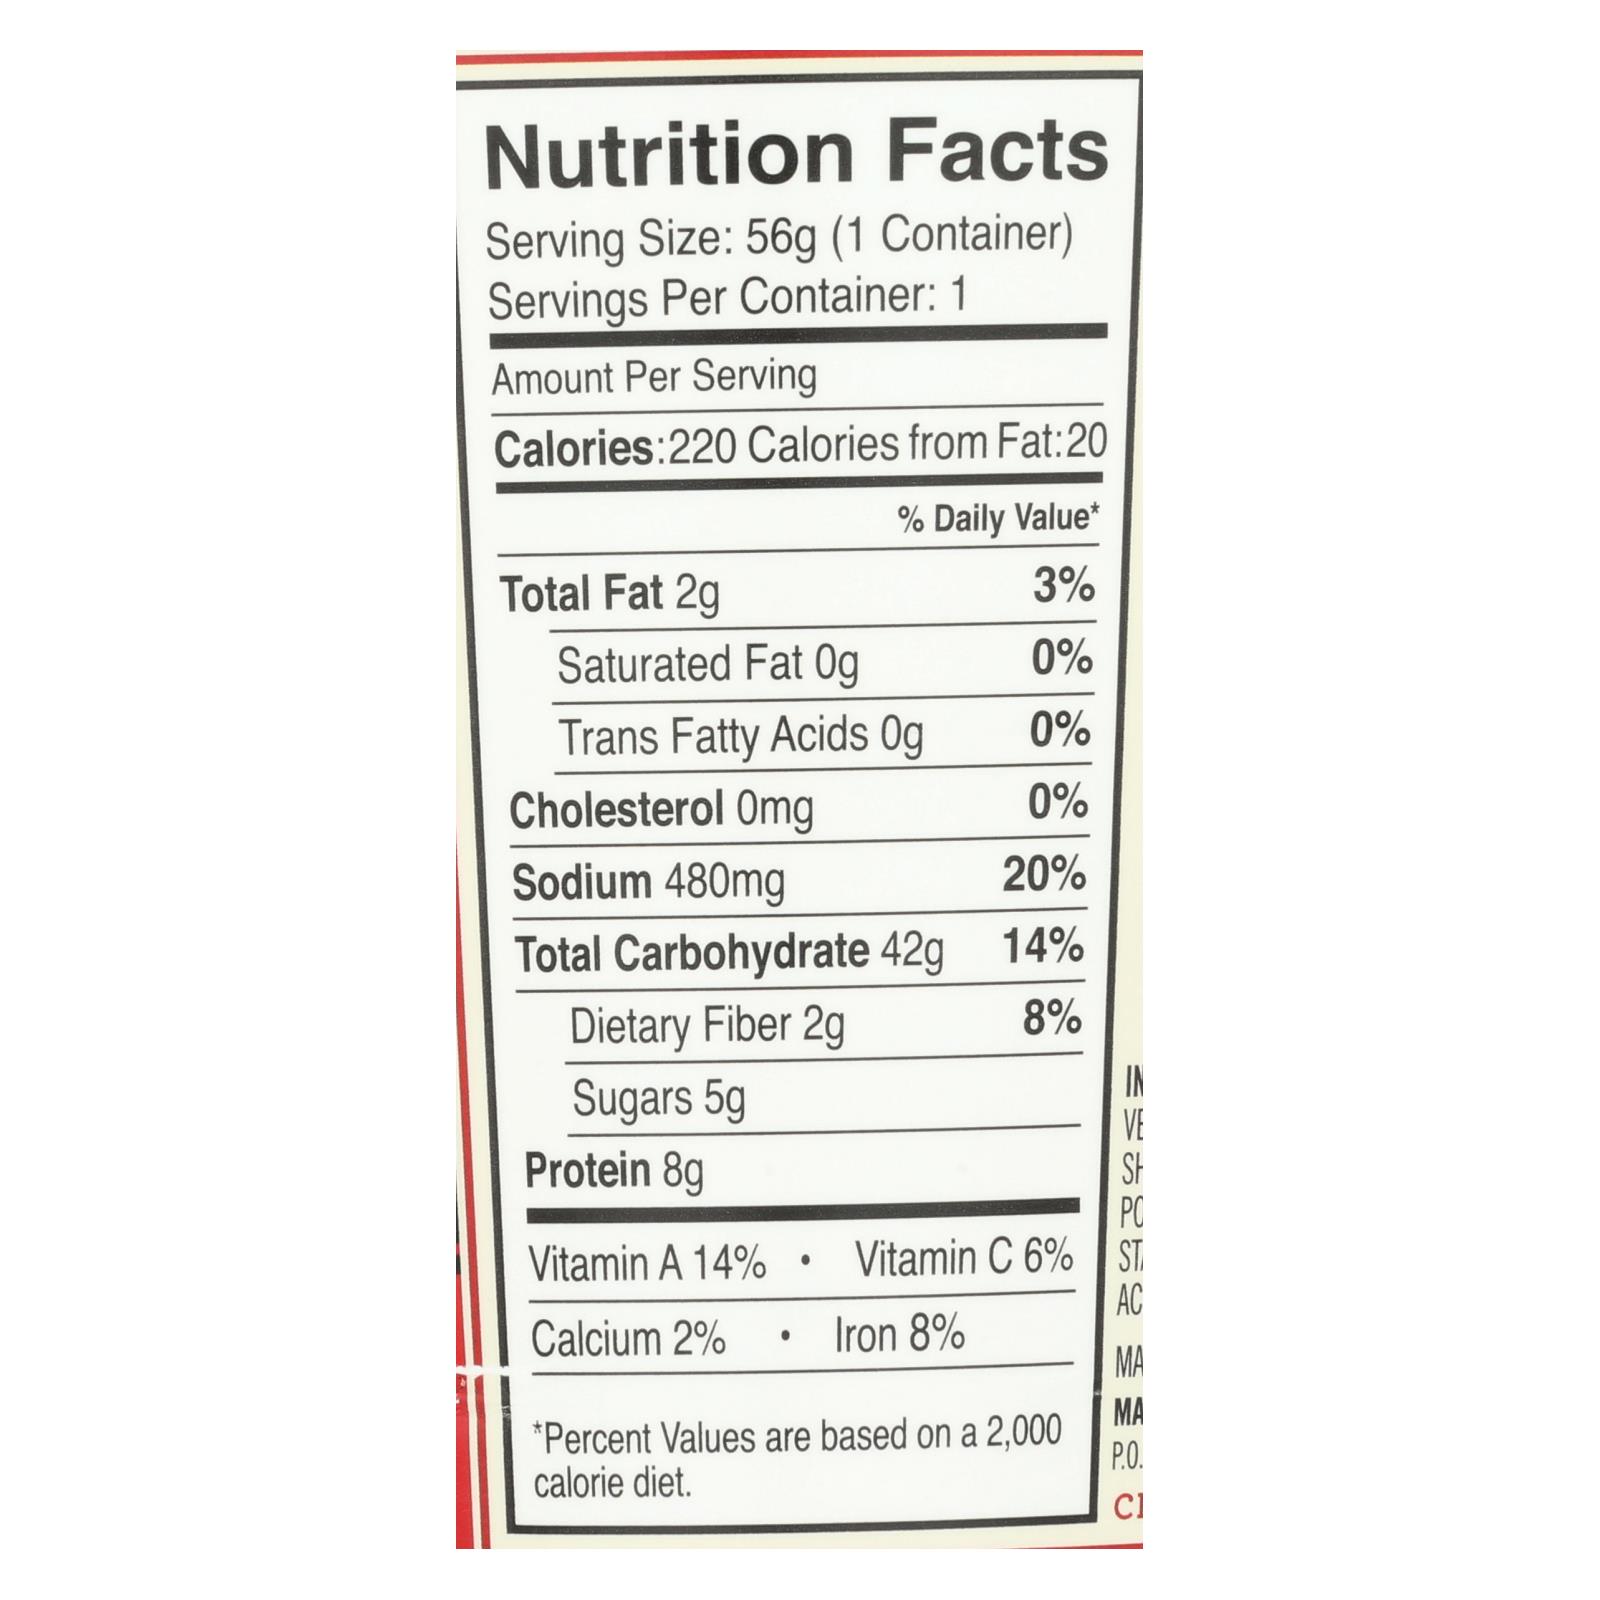 Nutrition Facts
Serving Size: 56g (1 Container)
Servings Per Container: 1
Amount Per Serving
Calories:220 Calories from Fat:20
% Daily Value*
Total Fat 2g 3%
Saturated Fat 0g 0%
Trans Fatty Acids 0g 0%
Cholesterol 0mg 0%
Sodium 480mg 20%
Total Carbohydrate 42g 14%
Dietary Fiber 2g 8%
Sugars 5g
Protein 8g
Vitamin A 14% • Vitamin C 6%
Calcium 2% • Iron 8%
*Percent Values are based on a 2,000
calorie diet.
P.O.